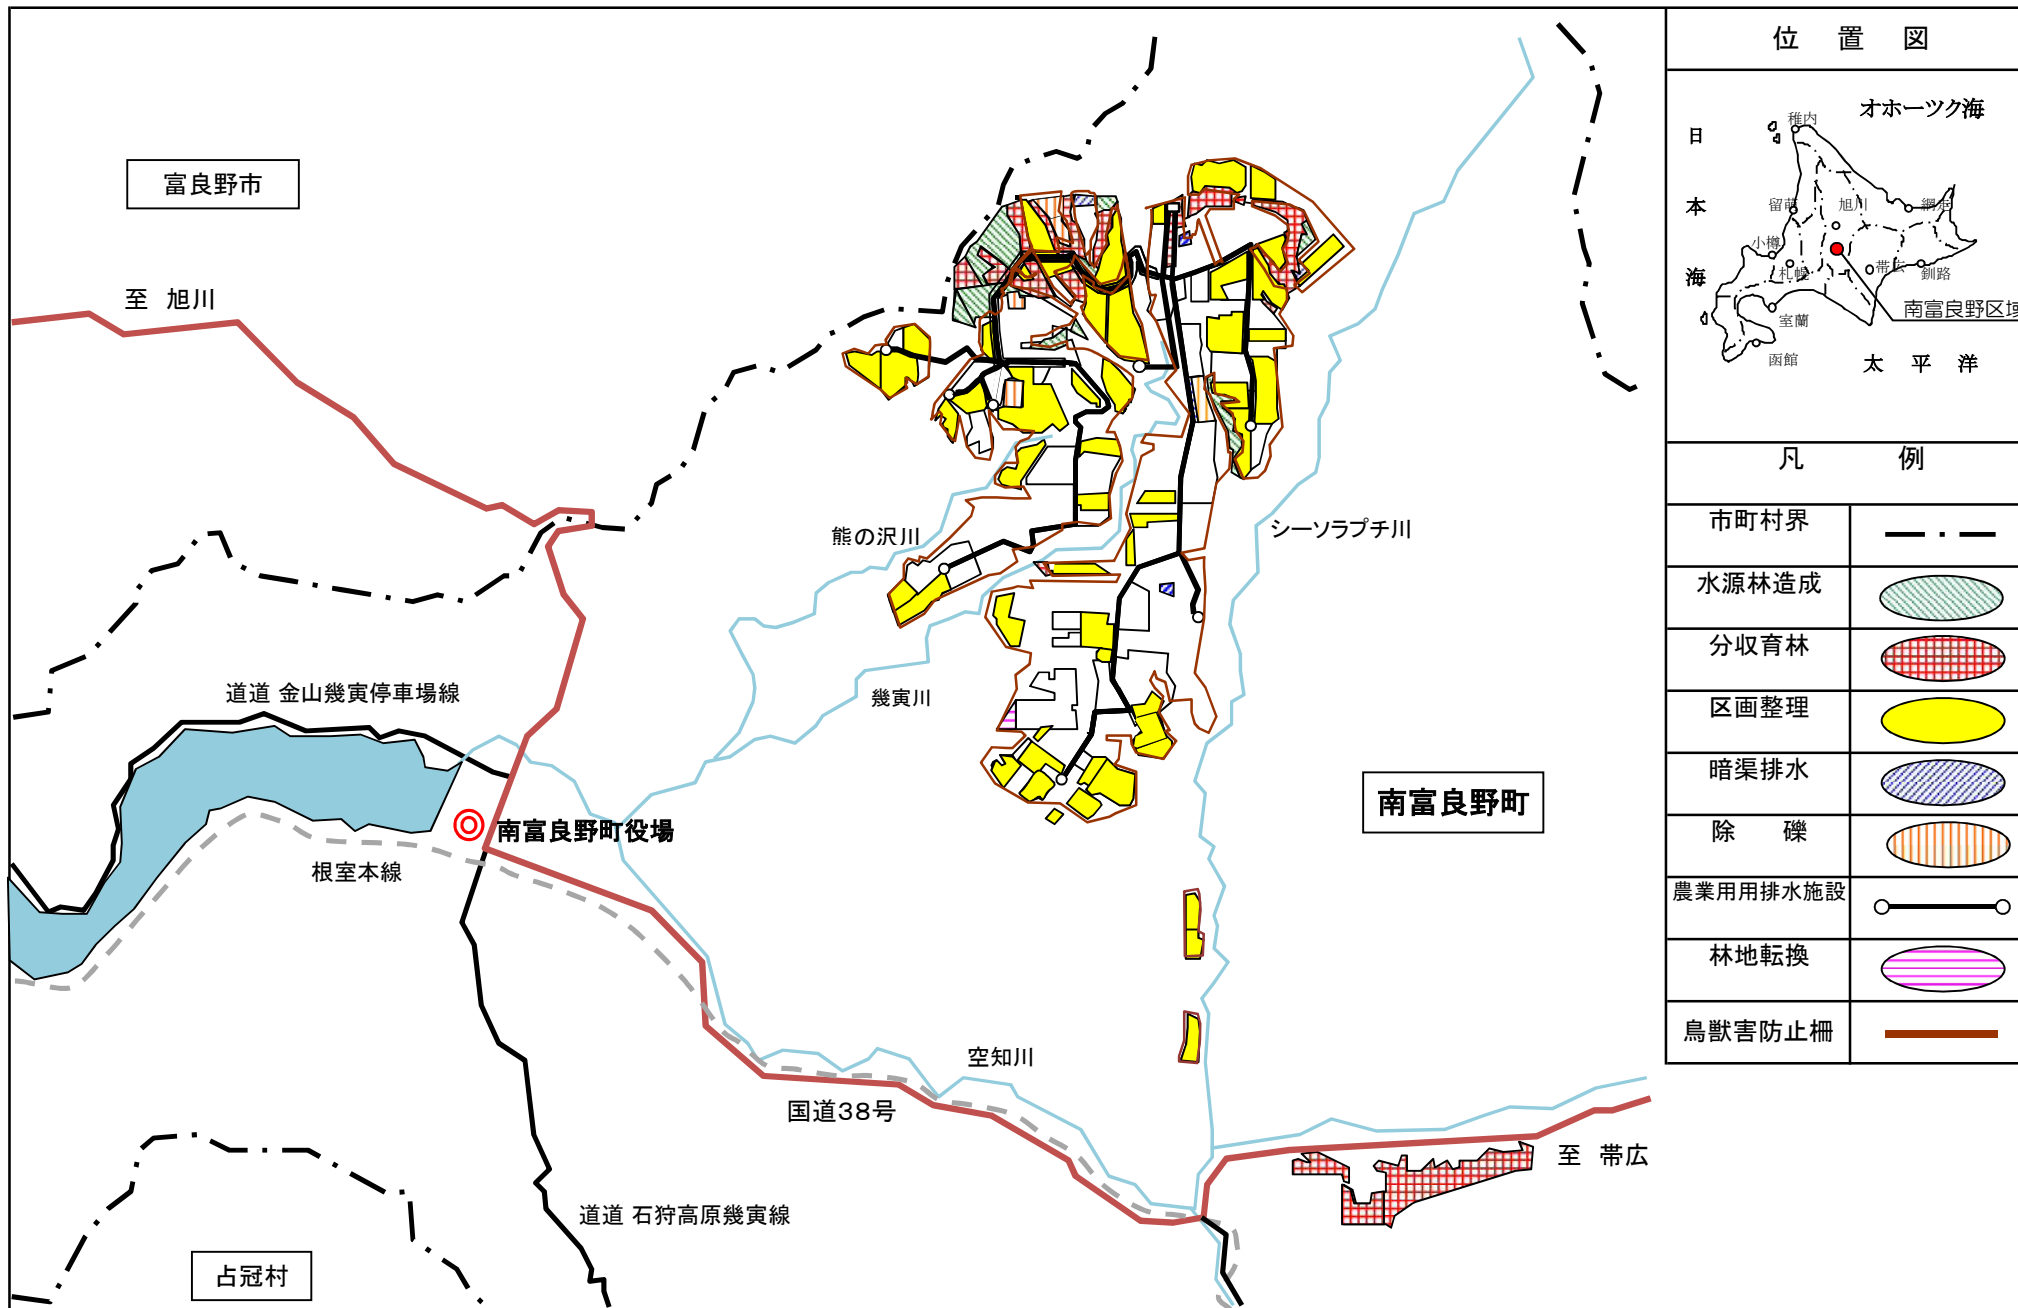 富良野市
至 旭川
熊の沢川
シーソラプチ川
道道 金山幾寅停車場線
幾寅川
南富良野町
南富良野町役場
根室本線
空知川
国道38号
至 帯広
道道 石狩高原幾寅線
占冠村
位 置 図
オホーツク海
日本海
稚内
留萌
旭川
網走
小樽
札幌
帯広
釧路
南富良野区域
室蘭
函館
太 平 洋
凡 例
市町村界
水源林造成
分収育林
区画整理
暗渠排水
除 礫
農業用用排水施設
林地転換
鳥獣害防止柵